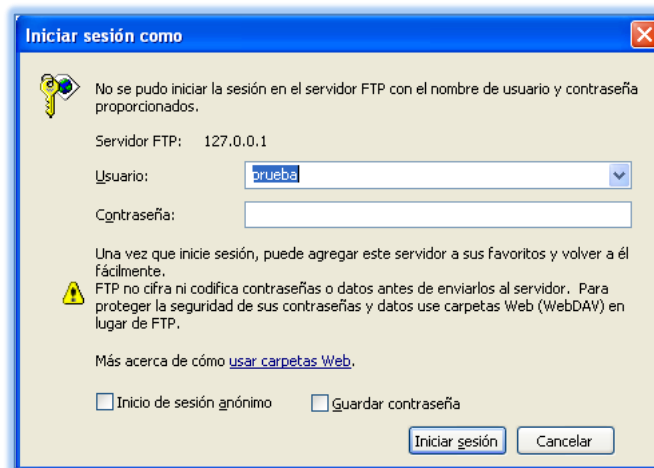 Iniciar sesión como
No se pudo iniciar la sesión en el servidor FTP con el nombre de usuario y contraseña
proporcionados.
Servidor FTP: 127.0.0.1
Usuario: prueba
Contraseña:
Una vez que inicie sesión, puede agregar este servidor a sus favoritos y volver a él
fácilmente.
FTP no cifra ni codifica contraseñas o datos antes de enviarlos al servidor. Para
proteger la seguridad de sus contraseñas y datos use carpetas Web (WebDAV) en
lugar de FTP.
Más acerca de cómo usar carpetas Web.
Inicio de sesión anónimo Guardar contraseña
Iniciar sesión Cancelar